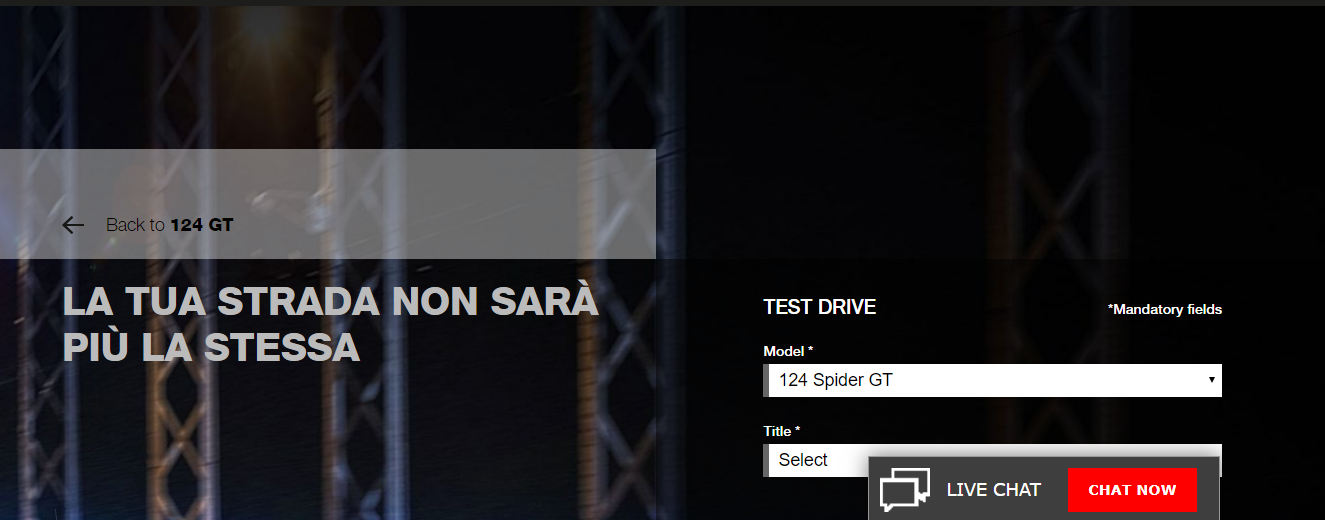 Back to 124 GT
LA TUA STRADA NON SARÀ
PIÙ LA STESSA
TEST DRIVE
*Mandatory fields
Model *
124 Spider GT
Title *
Select
LIVE CHAT
CHAT NOW